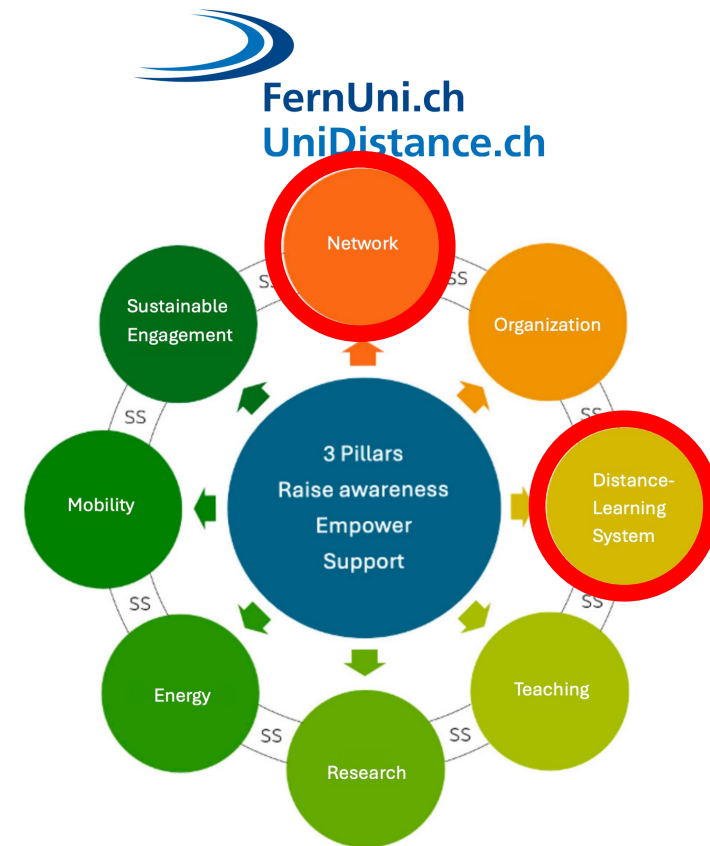 FernUni.ch
UniDistance.ch
Network
SS
SS
Sustainable
Engagement
Organization
SS
SS
3 Pillars
Raise awareness
Empower
Support
Distance-
Learning
System
Mobility
SS
SS
Energy
Teaching
SS
SS
Research